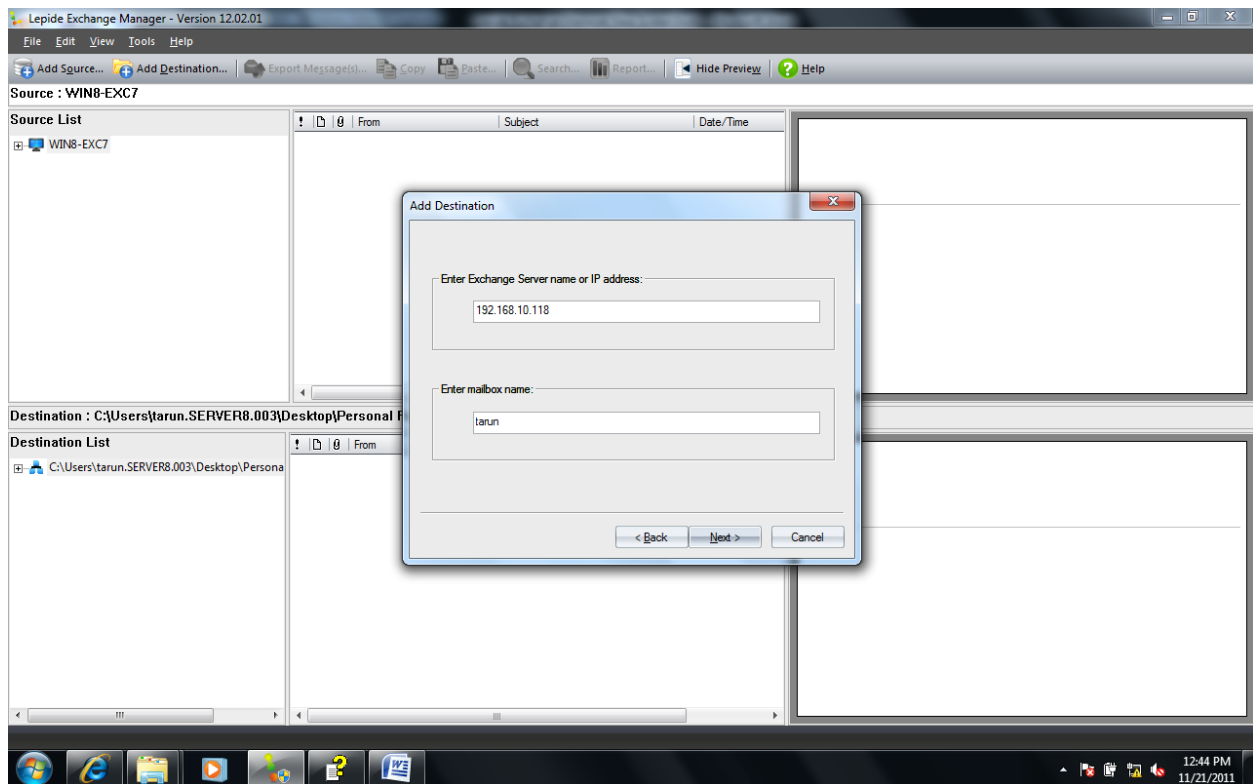 Lepide Exchange Manager - Version 12.02.01
File Edit View Tools Help
Add Source... Add Destination... Export Message(s)... Copy Paste... Search... Report... Hide Preview Help
Source : WIN8-EXC7
Source List
! From Subject Date/Time
WIN8-EXC7
Add Destination
Enter Exchange Server name or IP address:
192.168.10.118
Enter mailbox name:
tarun
< Back Next > Cancel
Destination : C:\Users\tarun.SERVER8.003\Desktop\Personal F
Destination List
! From
C:\Users\tarun.SERVER8.003\Desktop\Persona
12:44 PM
11/21/2011